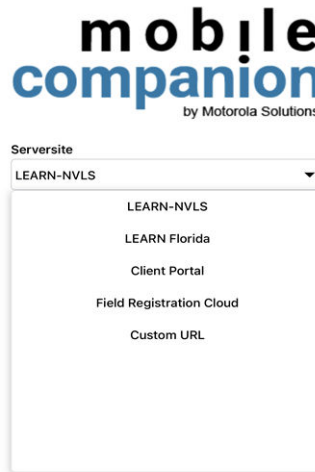 mobile
companion
by Motorola Solutions
Serversite
LEARN-NVLS
LEARN-NVLS
LEARN Florida
Client Portal
Field Registration Cloud
Custom URL